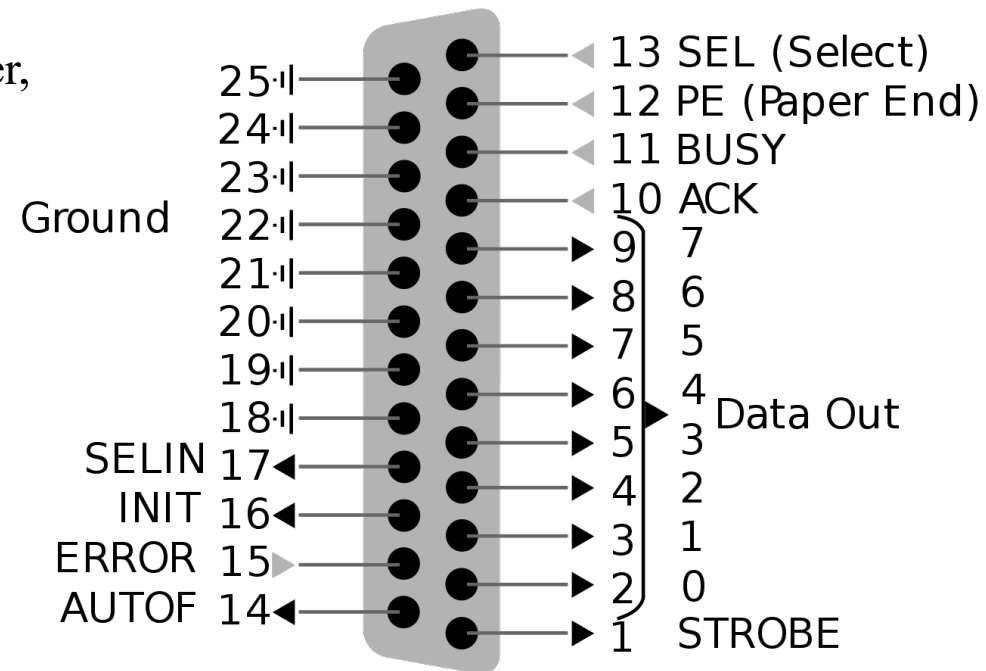 er,
13 SEL (Select)
12 PE (Paper End)
11 BUSY
10 ACK
9 7
8 6
7 5
6 4
Data Out
5 3
4 2
3 1
2 0
1 STROBE
25
24
23
22
Ground
21
20
19
18
SELIN 17
INIT 16
ERROR 15
AUTOF 14